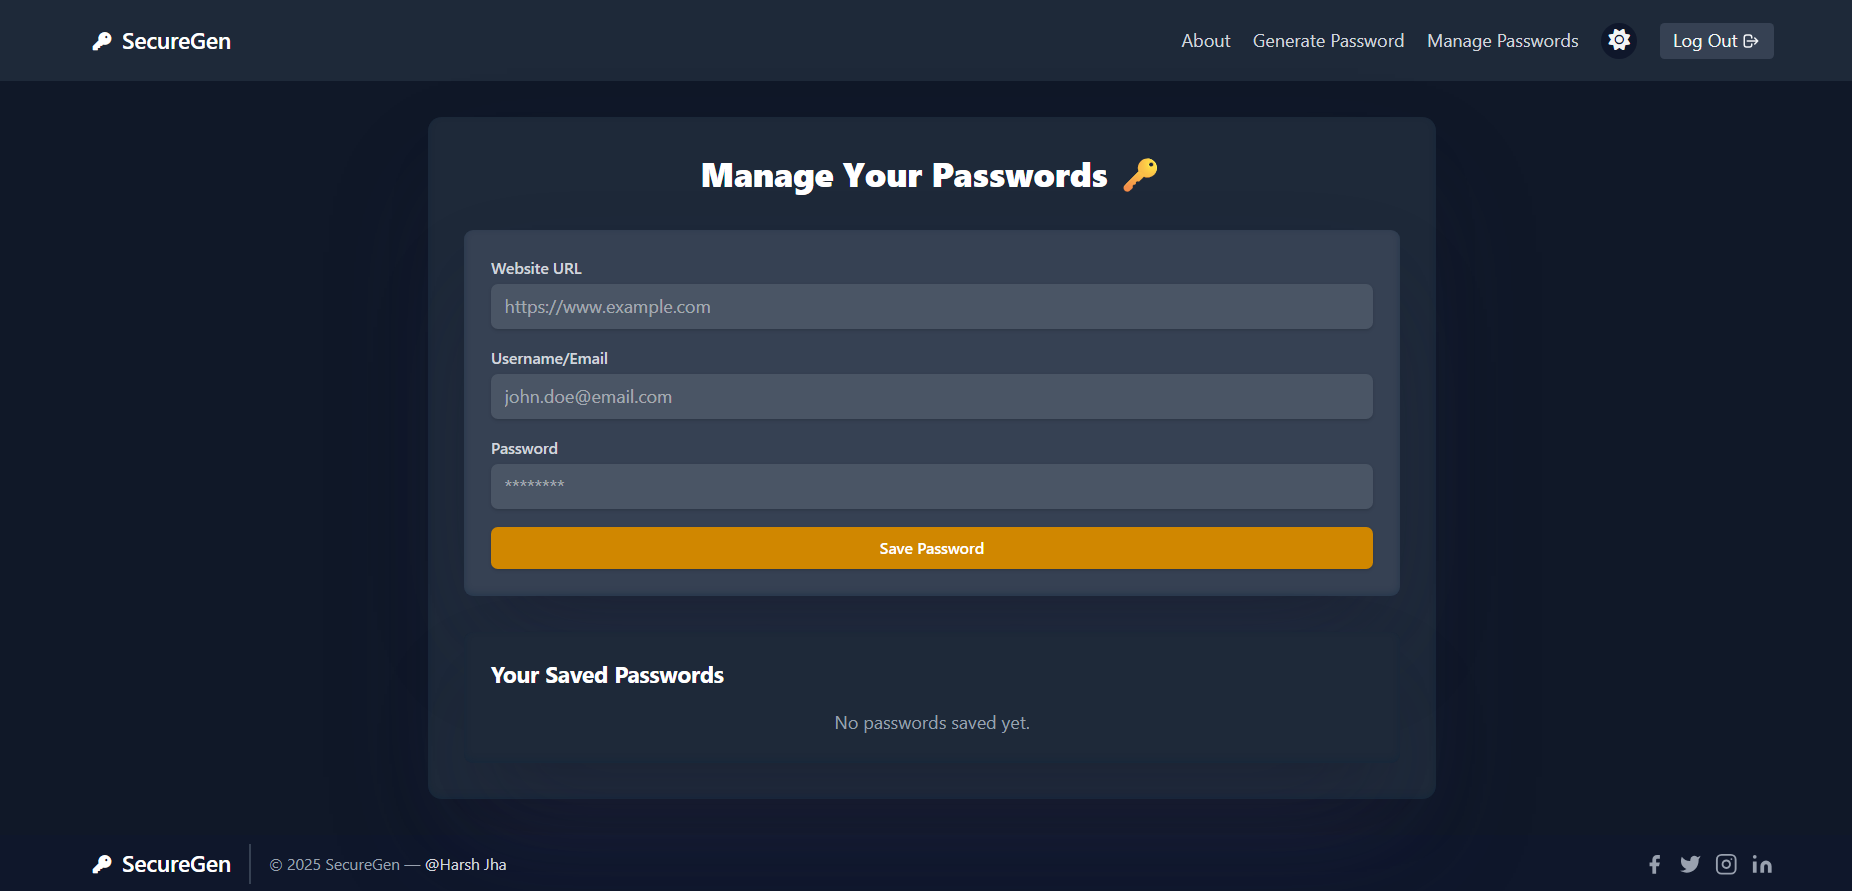 SecureGen
About
Generate Password
Manage Passwords
Log Out
Manage Your Passwords 🔑
Website URL
https://www.example.com
Username/Email
john.doe@email.com
Password
********
Save Password
Your Saved Passwords
No passwords saved yet.
SecureGen
© 2025 SecureGen — @Harsh Jha